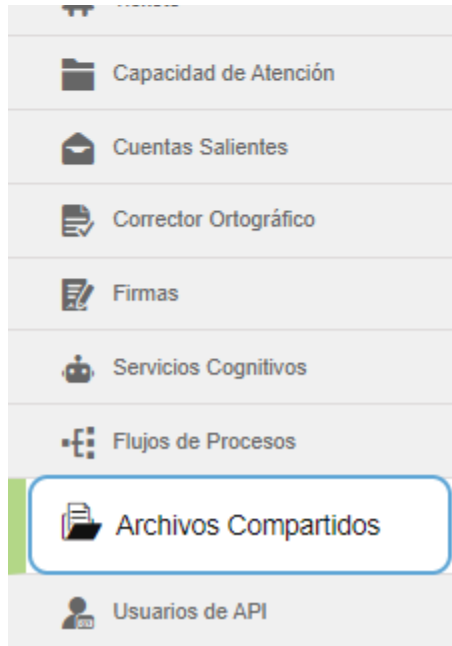 Capacidad de Atención
Cuentas Salientes
Corrector Ortográfico
Firmas
Servicios Cognitivos
Flujos de Procesos
Archivos Compartidos
Usuarios de API